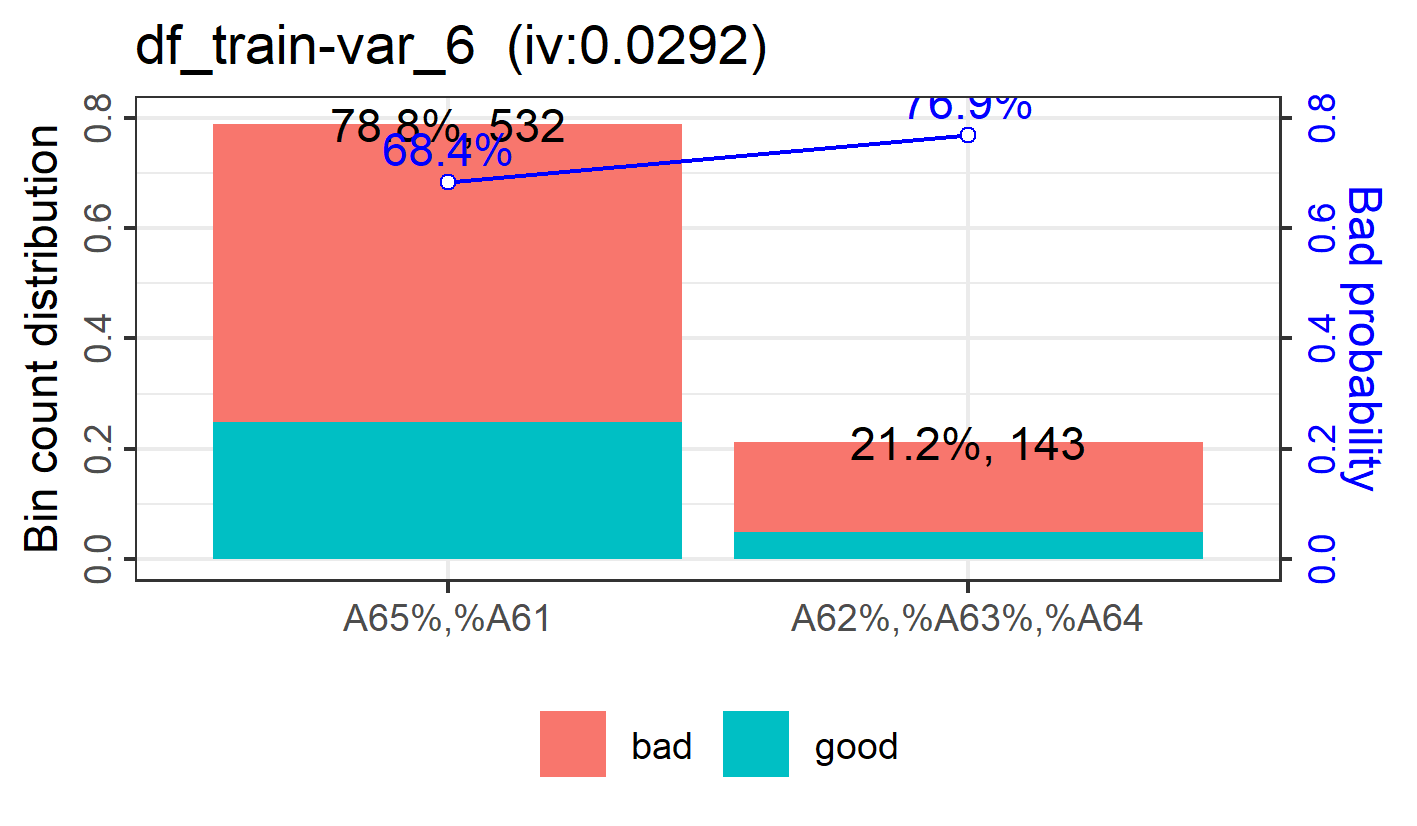 df_train-var_6 (iv:0.0292)
Bin count distribution
0.8
0.6
0.4
0.2
0.0
78.8%, 532
68.4%
76.9%
21.2%, 143
0.8
0.6
0.4
0.2
0.0
Bad probability
A65%,%A61
A62%,%A63%,%A64
bad
good